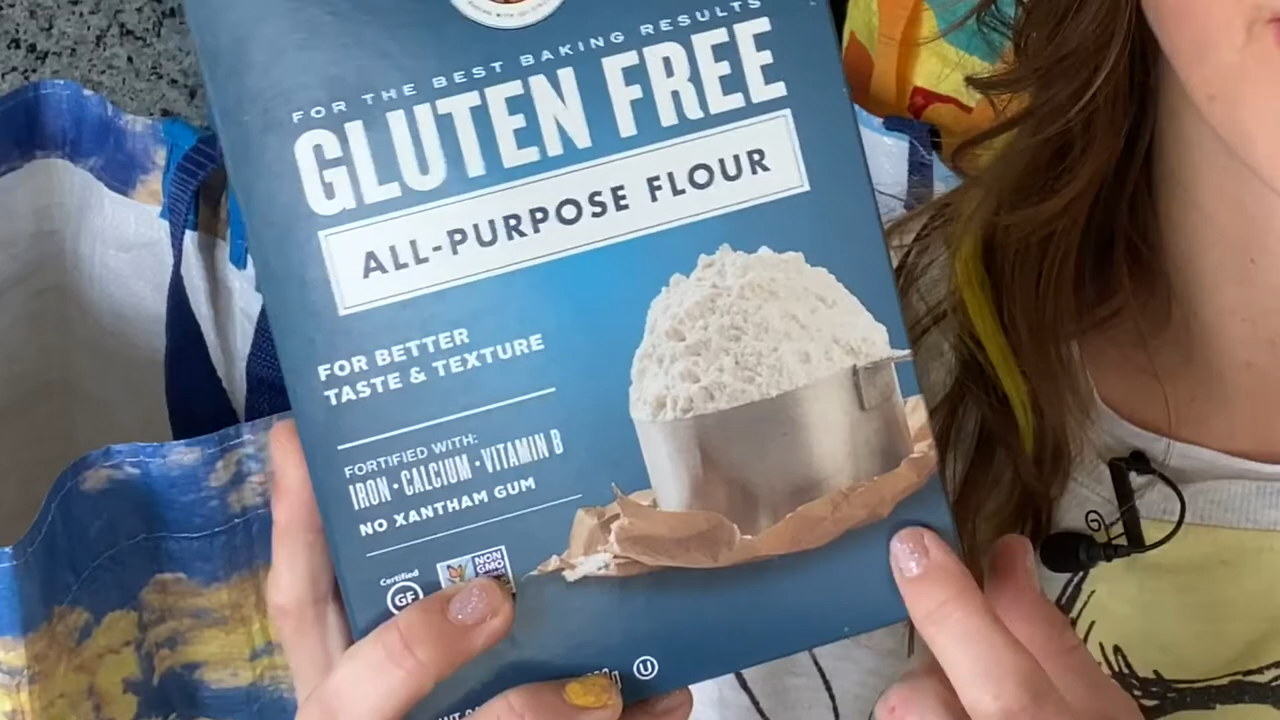 FOR THE BEST BAKING RESULTS
GLUTEN FREE
ALL-PURPOSE FLOUR
FOR BETTER
TASTE & TEXTURE
FORTIFIED WITH:
IRON • CALCIUM • VITAMIN B
NO XANTHAM GUM
Certified
GF
NON
GMO
U